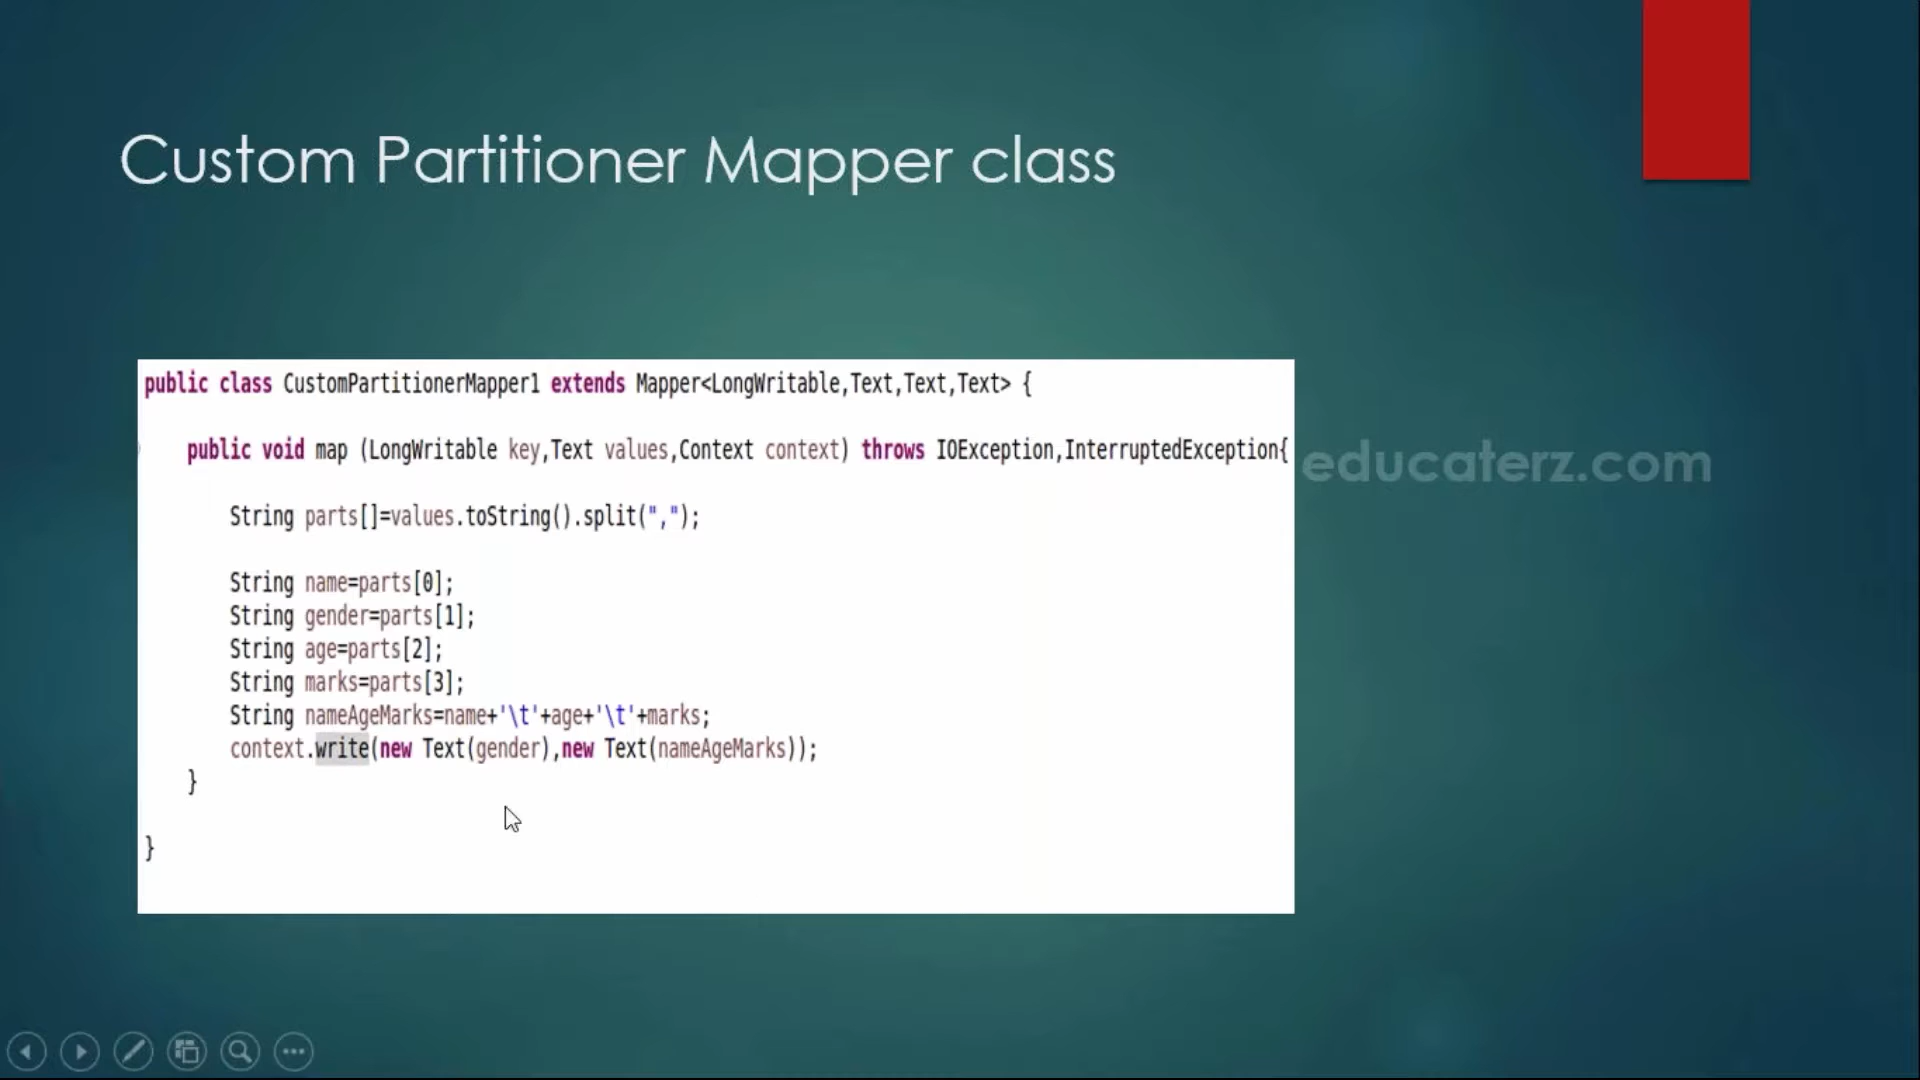 Custom Partitioner Mapper class
public class CustomPartitionerMapper1 extends Mapper<LongWritable,Text,Text,Text> {
public void map (LongWritable key,Text values,Context context) throws IOException,InterruptedException{
educaterz.com
String parts[]=values.toString().split(",");
String name=parts[0];
String gender=parts[1];
String age=parts[2];
String marks=parts[3];
String nameAgeMarks=name+'\t'+age+'\t'+marks;
context.write(new Text(gender),new Text(nameAgeMarks));
}
}